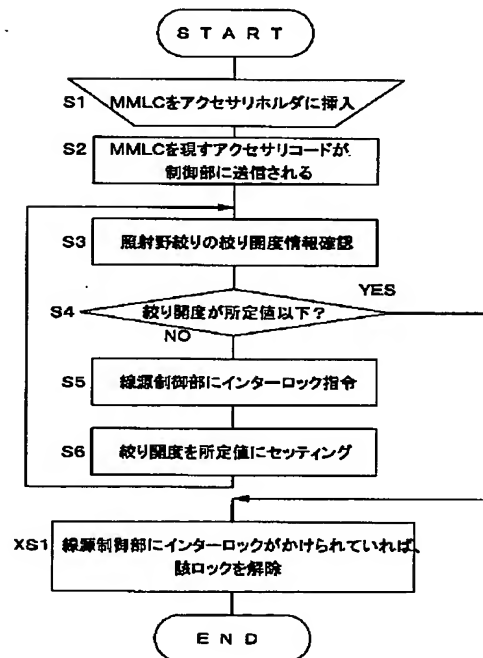 START
S1
MMLCをアクセサリホルダに挿入
S2
MMLCを現すアクセサリコードが
制御部に送信される
S3
照射野絞りの絞り開度情報確認
YES
S4
絞り開度が所定値以下？
NO
S5
線源制御部にインターロック指令
S6
絞り開度を所定値にセッティング
XS1
線源制御部にインターロックがかけられていれば、
該ロックを解除
END